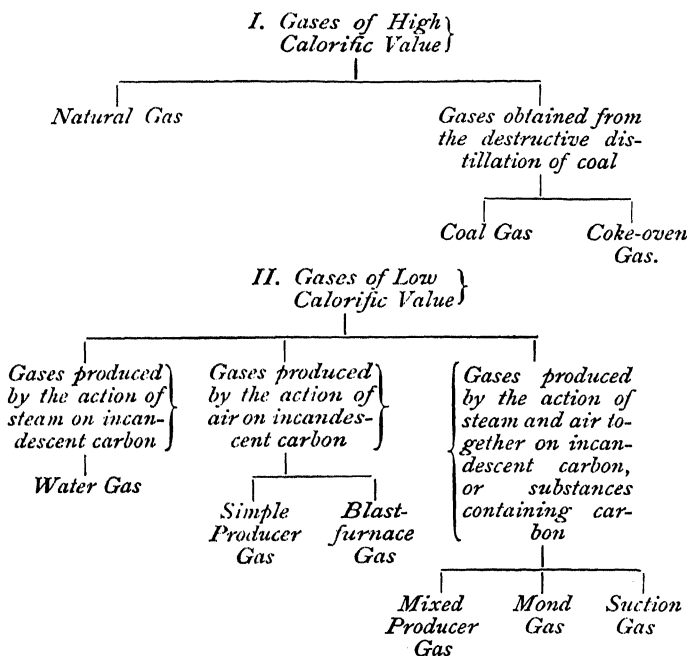 I. Gases of High
Calorific Value}
Natural Gas
Gases obtained from
the destructive dis-
tillation of coal
Coal Gas
Coke-oven
Gas.
II. Gases of Low
Calorific Value}
Gases produced
by the action of
steam on incan-
descent carbon}
Water Gas
Gases produced
by the action of
air on incandes-
cent carbon}
Simple
Producer
Gas
Blast-
furnace
Gas
{Gases produced
by the action of
steam and air to-
gether on incan-
descent carbon,
or substances
containing car-
bon
Mixed
Producer
Gas
Mond
Gas
Suction
Gas